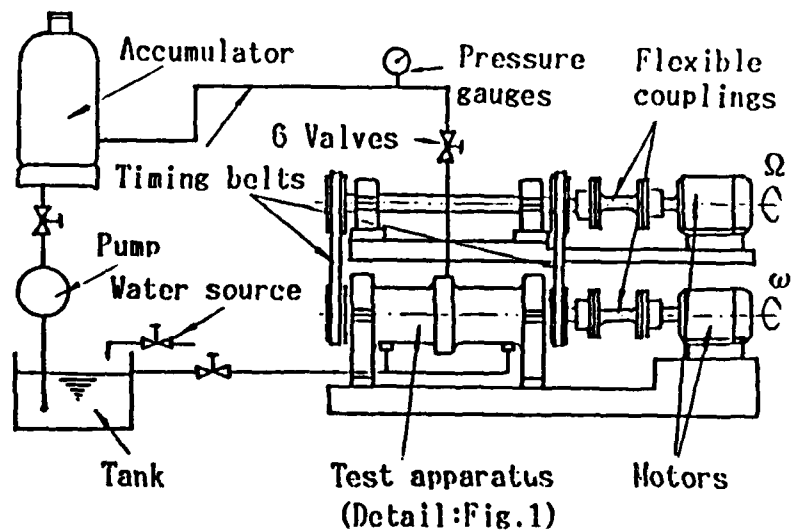 Accumulator
Pressure
gauges
Flexible
couplings
6 Valves
Timing belts
Ω
Pump
Water source
ω
Tank
Test apparatus
(Detail:Fig.1)
Motors